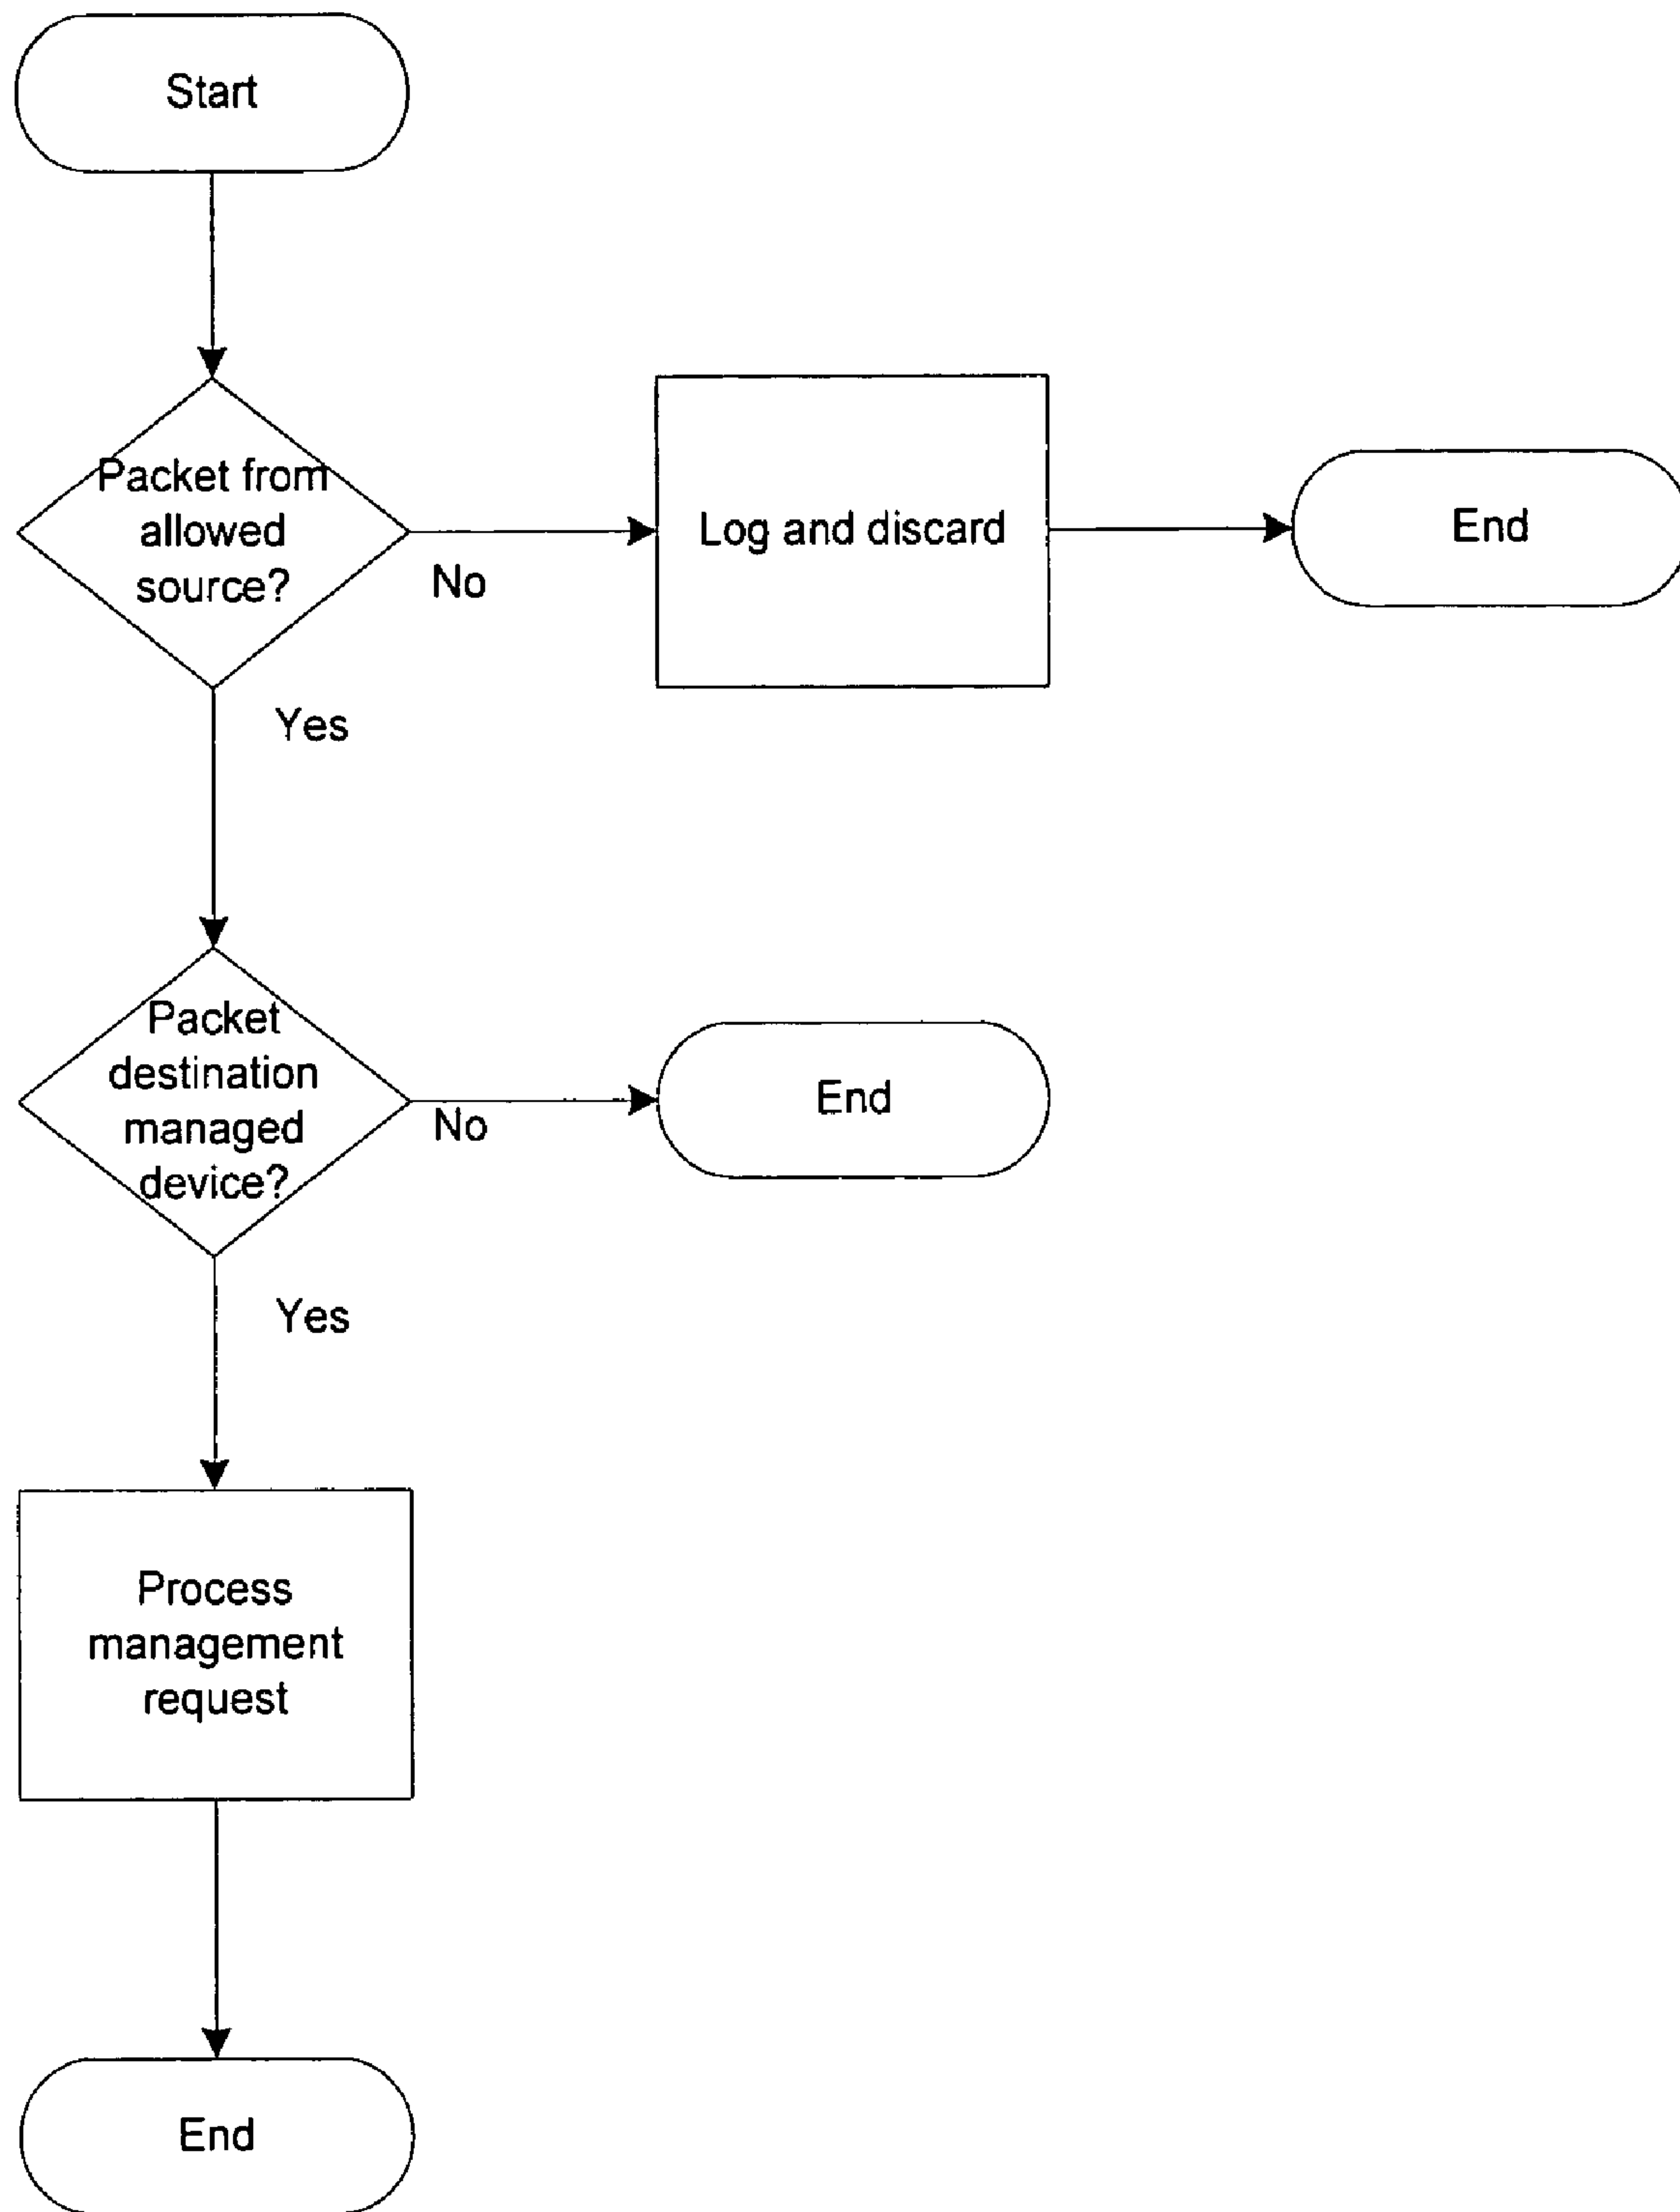 Start
Packet from
allowed
source?
No
Log and discard
End
Yes
Packet
destination
managed
device?
No
End
Yes
Process
management
request
End